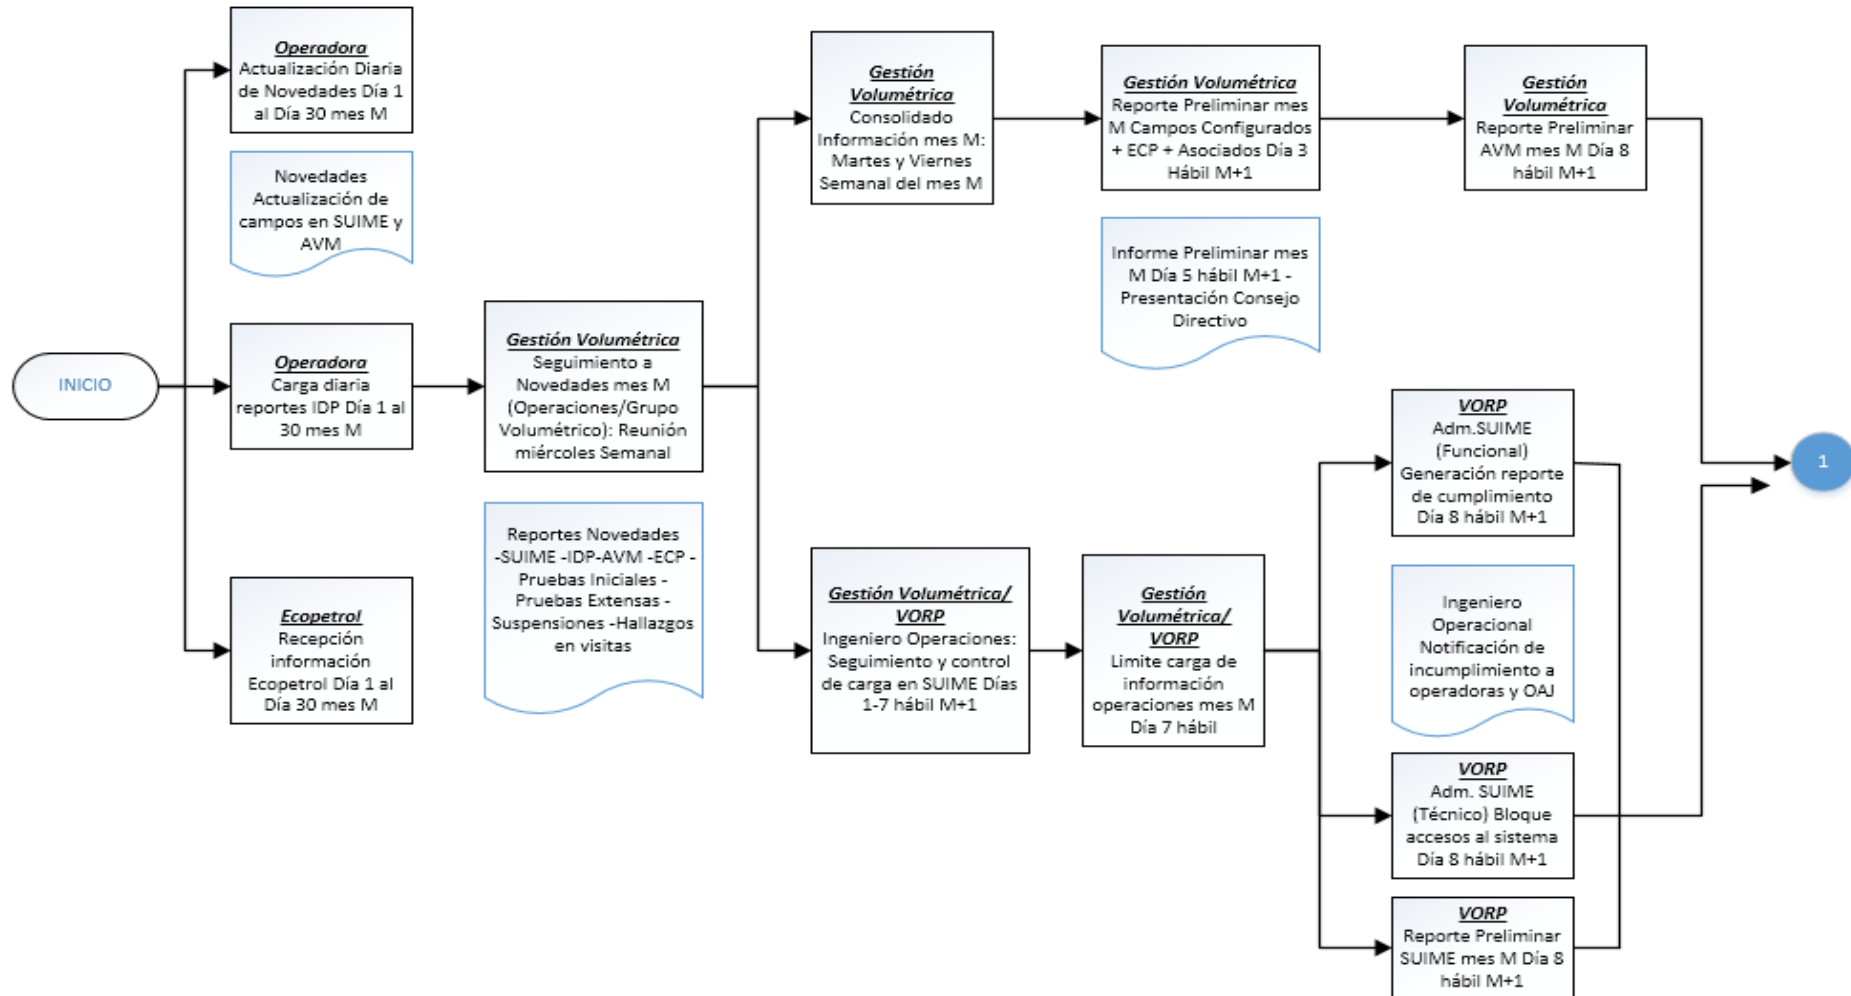 Operadora
Actualización Diaria
de Novedades Día 1
al Día 30 mes M
Novedades
Actualización de
campos en SUIME y
AVM
INICIO
Operadora
Carga diaria
reportes IDP Día 1 al
30 mes M
Ecopetrol
Recepción
información
Ecopetrol Día 1 al
Día 30 mes M
Gestión Volumétrica
Seguimiento a
Novedades mes M
(Operaciones/Grupo
Volumétrico): Reunión
miércoles Semanal
Reportes Novedades
-SUIME -IDP-AVM -ECP -
Pruebas Iniciales -
Pruebas Extensas -
Suspensiones -Hallazgos
en visitas
Gestión
Volumétrica
Consolidado
Información mes M:
Martes y Viernes
Semanal del mes M
Gestión Volumétrica
Reporte Preliminar mes
M Campos Configurados
+ ECP + Asociados Día 3
Hábil M+1
Informe Preliminar mes
M Día 5 hábil M+1 -
Presentación Consejo
Directivo
Gestión
Volumétrica
Reporte Preliminar
AVM mes M Día 8
hábil M+1
Gestión Volumétrica/
VORP
Ingeniero Operaciones:
Seguimiento y control
de carga en SUIME Días
1-7 hábil M+1
Gestión
Volumétrica/
VORP
Limite carga de
información
operaciones mes M
Día 7 hábil
VORP
Adm.SUIME
(Funcional)
Generación reporte
de cumplimiento
Día 8 hábil M+1
Ingeniero
Operacional
Notificación de
incumplimiento a
operadoras y OAJ
VORP
Adm. SUIME
(Técnico) Bloque
accesos al sistema
Día 8 hábil M+1
VORP
Reporte Preliminar
SUIME mes M Día 8
hábil M+1
1